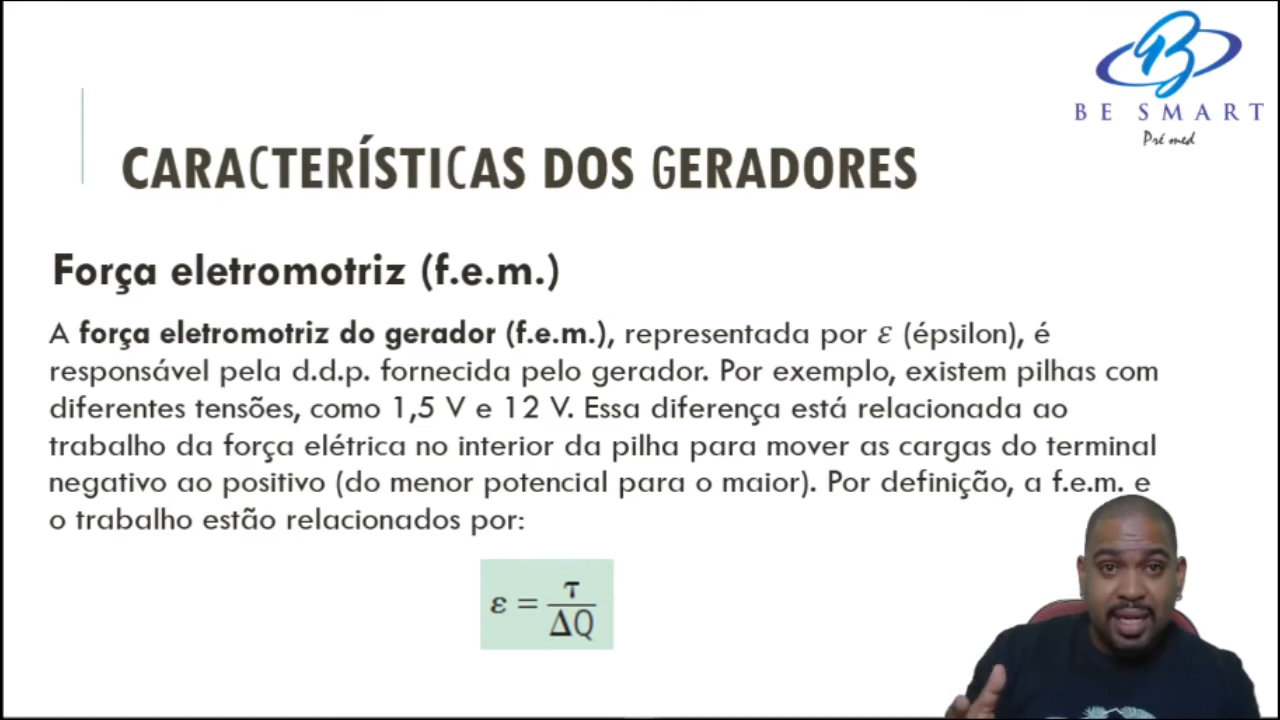 BE SMART
Pré med
CARACTERÍSTICAS DOS GERADORES
Força eletromotriz (f.e.m.)
A força eletromotriz do gerador (f.e.m.), representada por ε (épsilon), é
responsável pela d.d.p. fornecida pelo gerador. Por exemplo, existem pilhas com
diferentes tensões, como 1,5 V e 12 V. Essa diferença está relacionada ao
trabalho da força elétrica no interior da pilha para mover as cargas do terminal
negativo ao positivo (do menor potencial para o maior). Por definição, a f.e.m. e
o trabalho estão relacionados por:
ε = τ / ΔQ